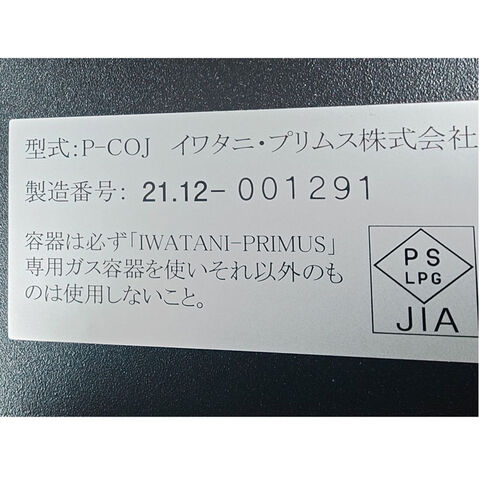 型式:P-COJ イワタニ・プリムス株式会社
製造番号: 21.12-001291
容器は必ず「IWATANI-PRIMUS」
専用ガス容器を使いそれ以外のも
のは使用しないこと。
PS
LPG
JIA